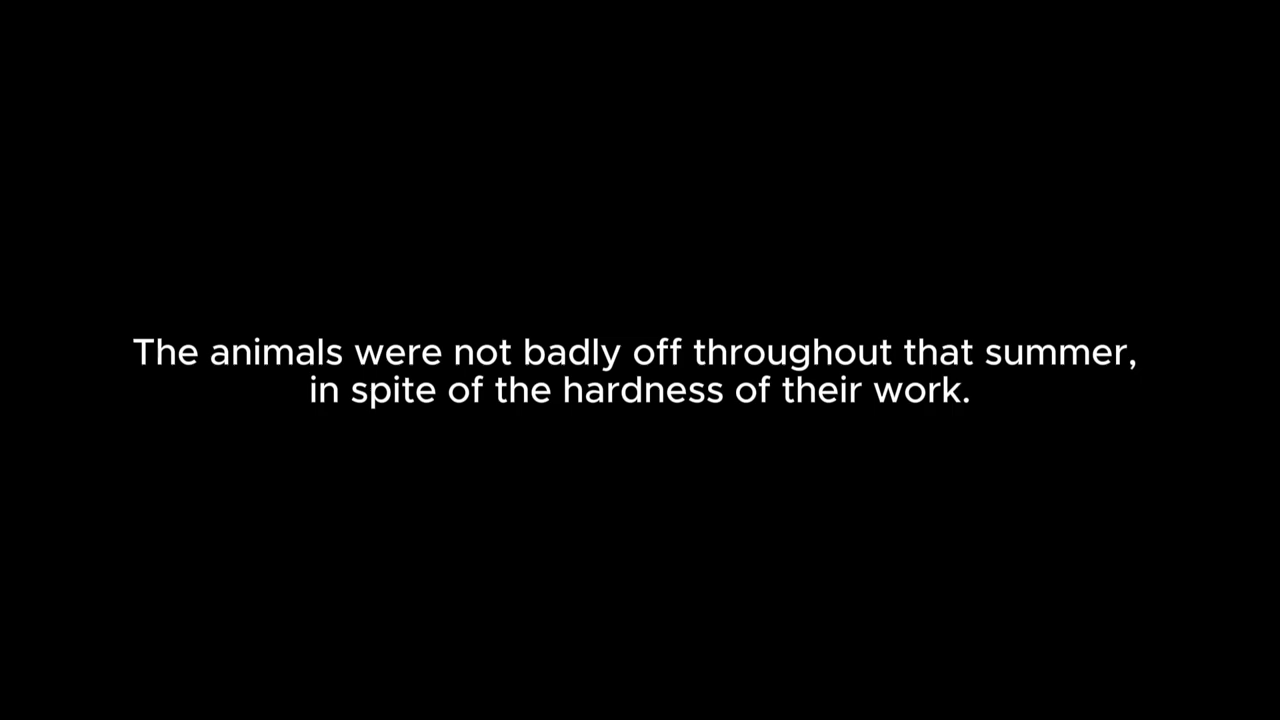 The animals were not badly off throughout that summer,
in spite of the hardness of their work.